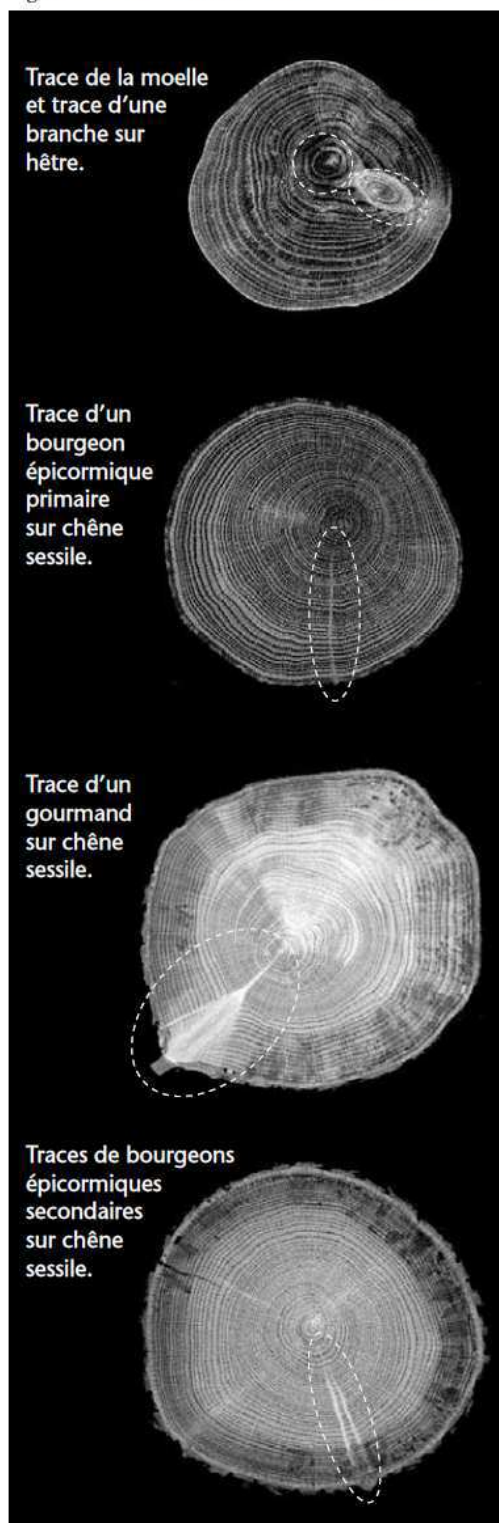 Trace de la moelle
et trace d'une
branche sur
hêtre.
Trace d'un
bourgeon
épicormique
primaire
sur chêne
sessile.
Trace d'un
gourmand
sur chêne
sessile.
Traces de bourgeons
épicormiques
secondaires
sur chêne
sessile.